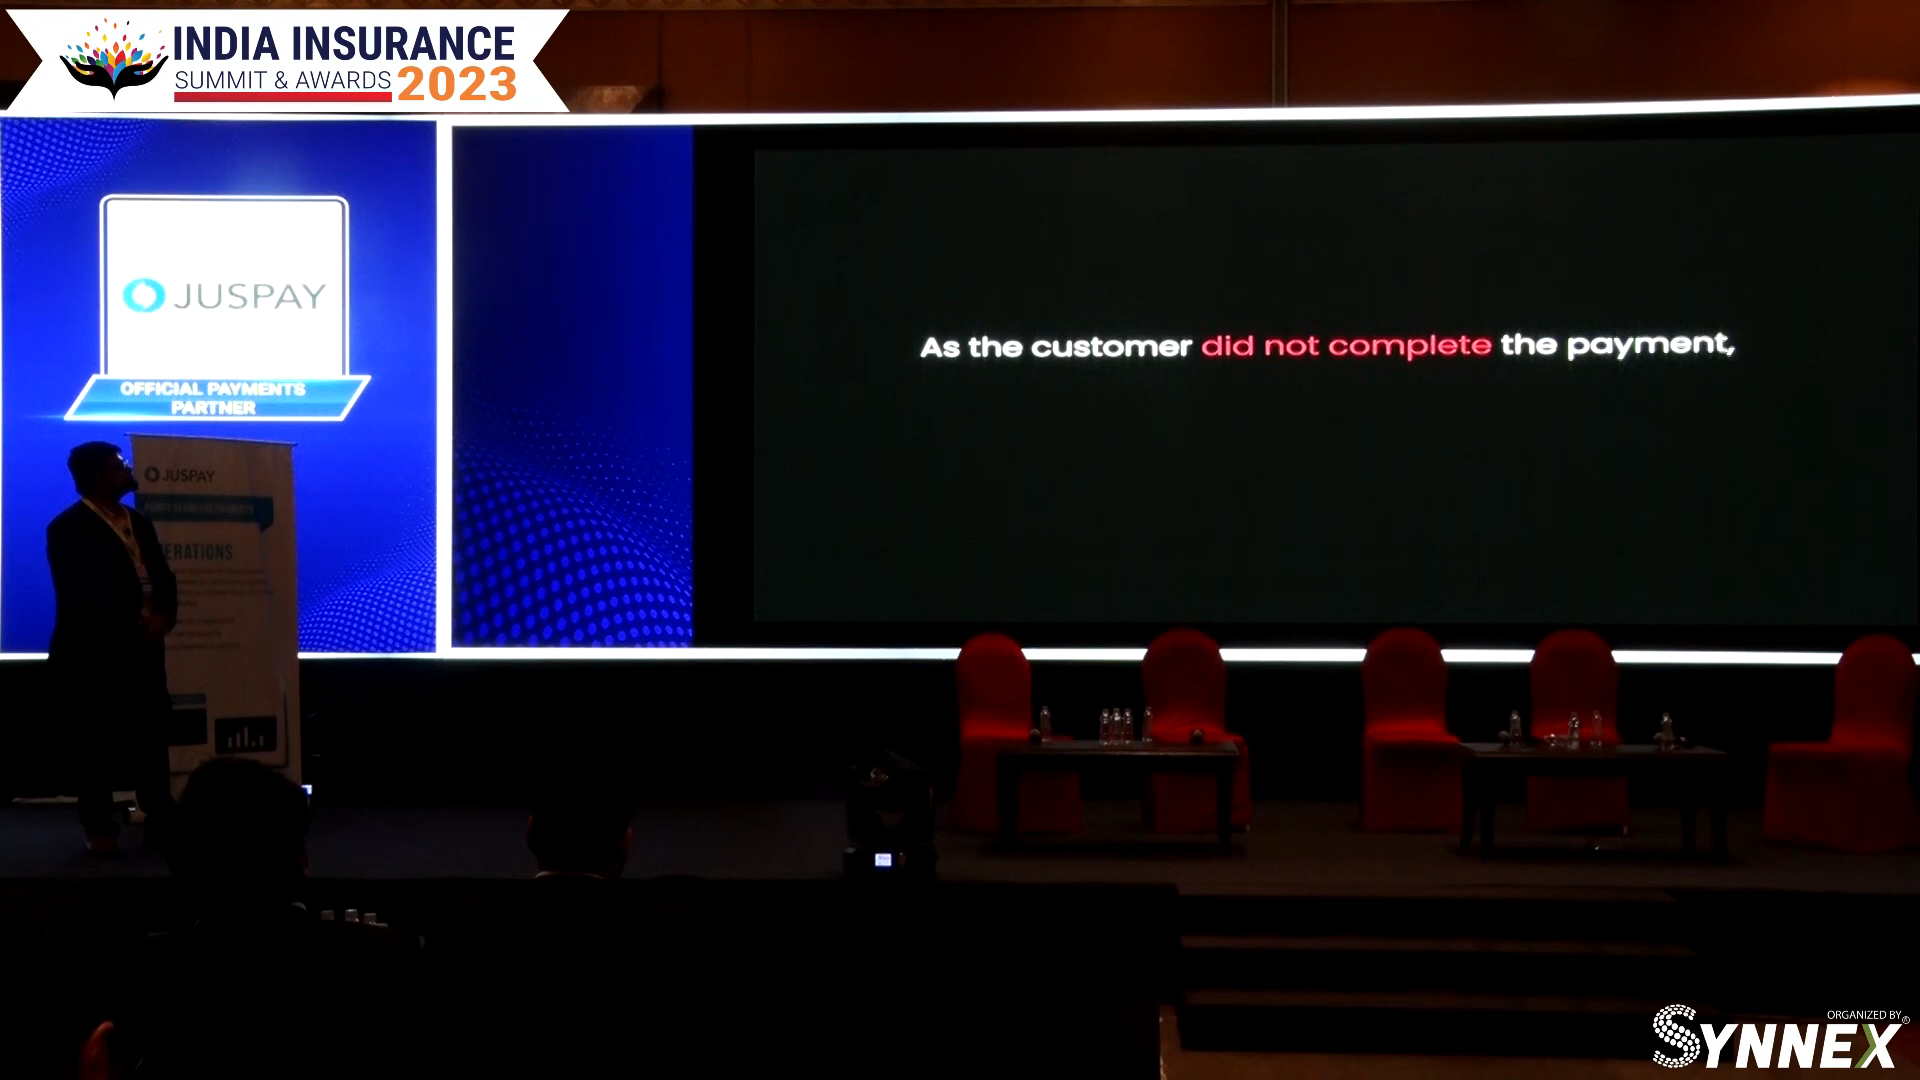 INDIA INSURANCE
SUMMIT & AWARDS 2023
JUSPAY
OFFICIAL PAYMENTS
PARTNER
As the customer did not complete the payment,
JUSPAY
ERATIONS
ORGANIZED BY
SYNNEX®